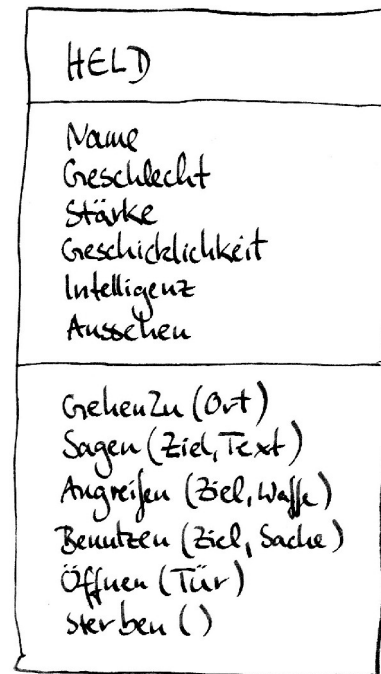 HELD
Name
Geschlecht
Stärke
Geschicklichkeit
Intelligenz
Aussehen
GehenZu (Ort)
Sagen (Ziel, Text)
Angreifen (Ziel, Waffe)
Benutzen (Ziel, Sache)
Öffnen (Tür)
Sterben ()